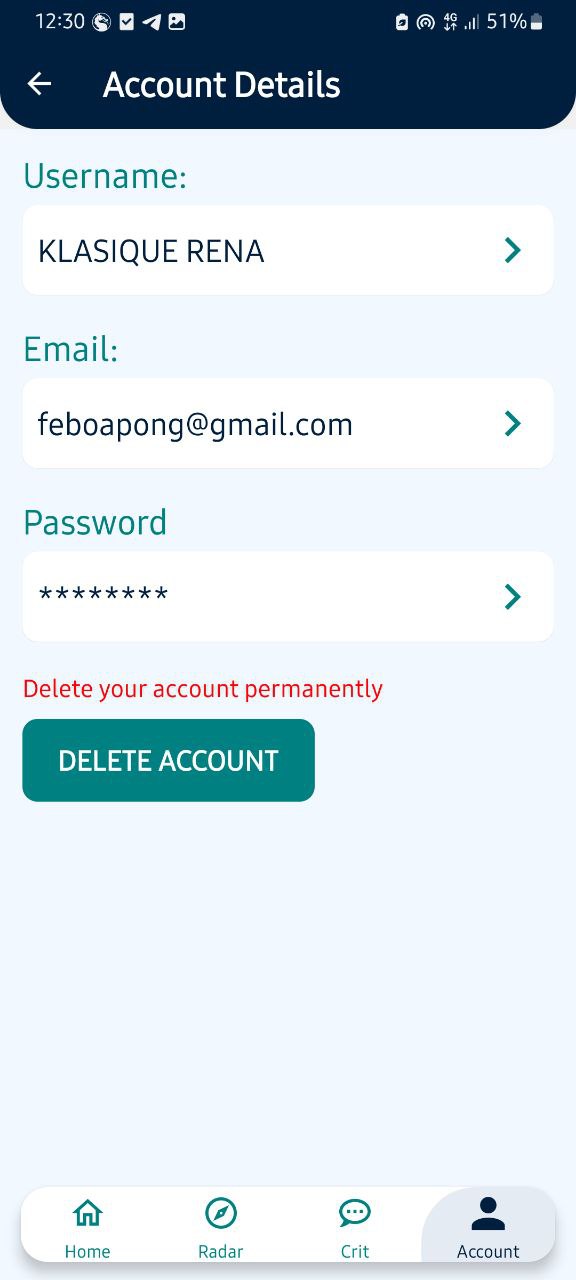 12:30 4G 51%
Account Details
Username:
KLASIQUE RENA
Email:
feboapong@gmail.com
Password
********
Delete your account permanently
DELETE ACCOUNT
Home Radar Crit Account